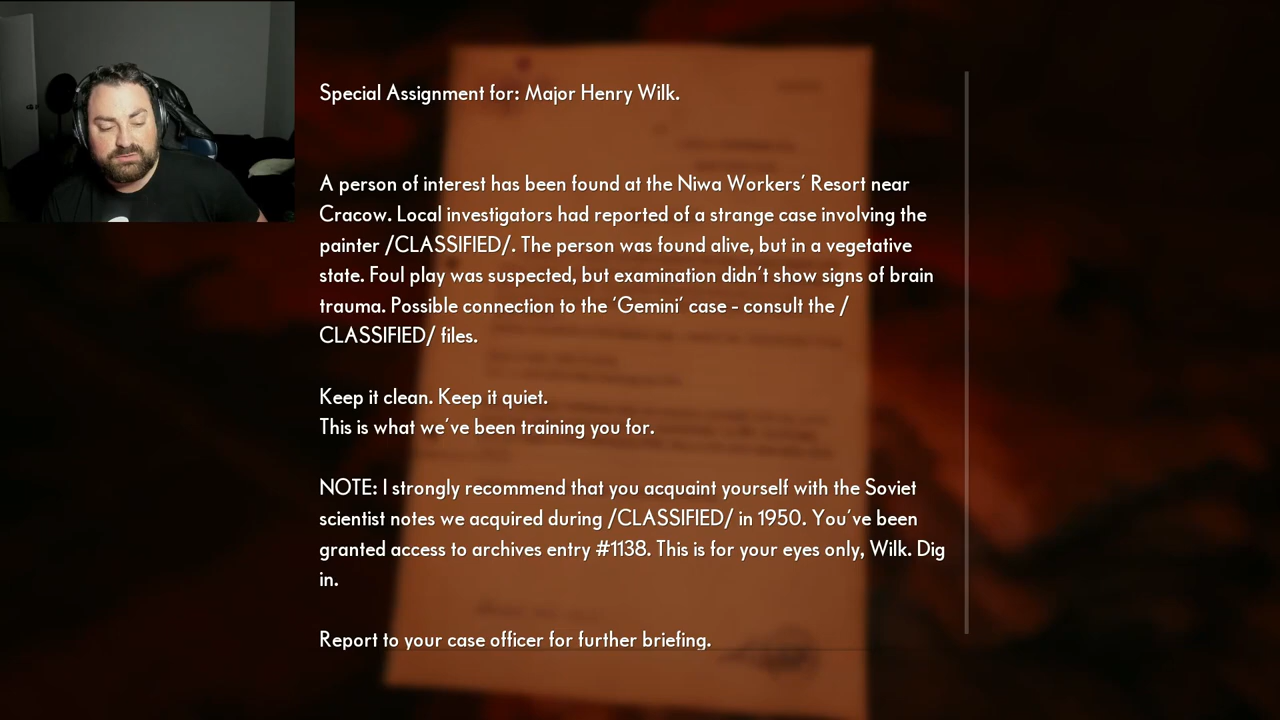 Special Assignment for: Major Henry Wilk.
A person of interest has been found at the Niwa Workers' Resort near
Cracow. Local investigators had reported of a strange case involving the
painter /CLASSIFIED/. The person was found alive, but in a vegetative
state. Foul play was suspected, but examination didn't show signs of brain
trauma. Possible connection to the 'Gemini' case - consult the /
CLASSIFIED/ files.
Keep it clean. Keep it quiet.
This is what we've been training you for.
NOTE: I strongly recommend that you acquaint yourself with the Soviet
scientist notes we acquired during /CLASSIFIED/ in 1950. You've been
granted access to archives entry #1138. This is for your eyes only, Wilk. Dig
in.
Report to your case officer for further briefing.